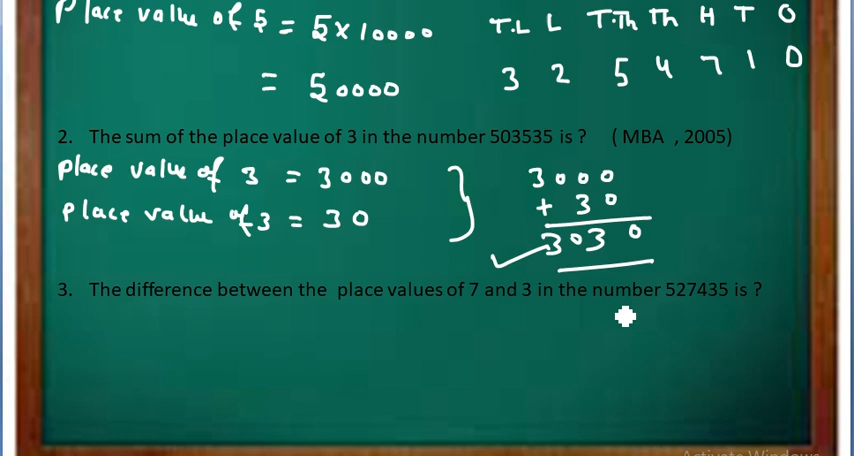 Place value of 5 = 5 × 10000
T.L L T.Th Th H T O
= 50000
3 2 5 4 7 1 0
2. The sum of the place value of 3 in the number 503535 is ? ( MBA , 2005)
Place value of 3 = 3000
Place value of 3 = 30
3000
+ 30
3030
3. The difference between the place values of 7 and 3 in the number 527435 is ?
Activate Windows